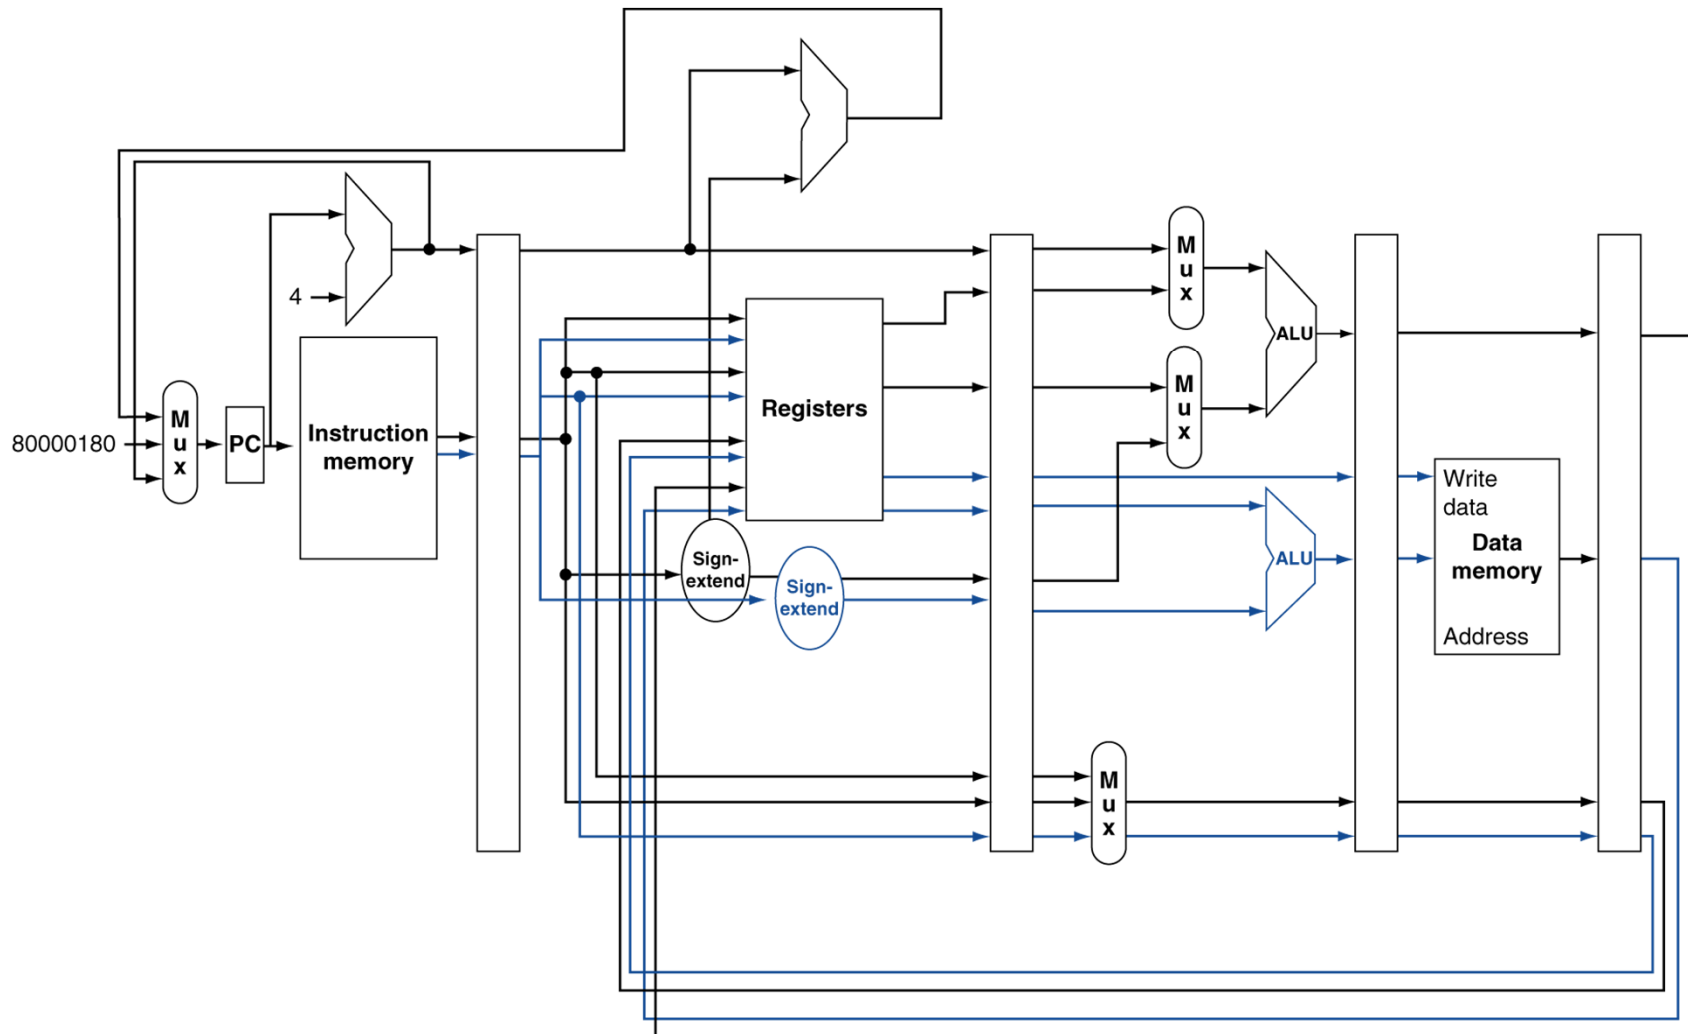 4
M
u
x
80000180
PC
Instruction
memory
Registers
Sign-
extend
Sign-
extend
M
u
x
M
u
x
ALU
ALU
M
u
x
Write
data
Data
memory
Address